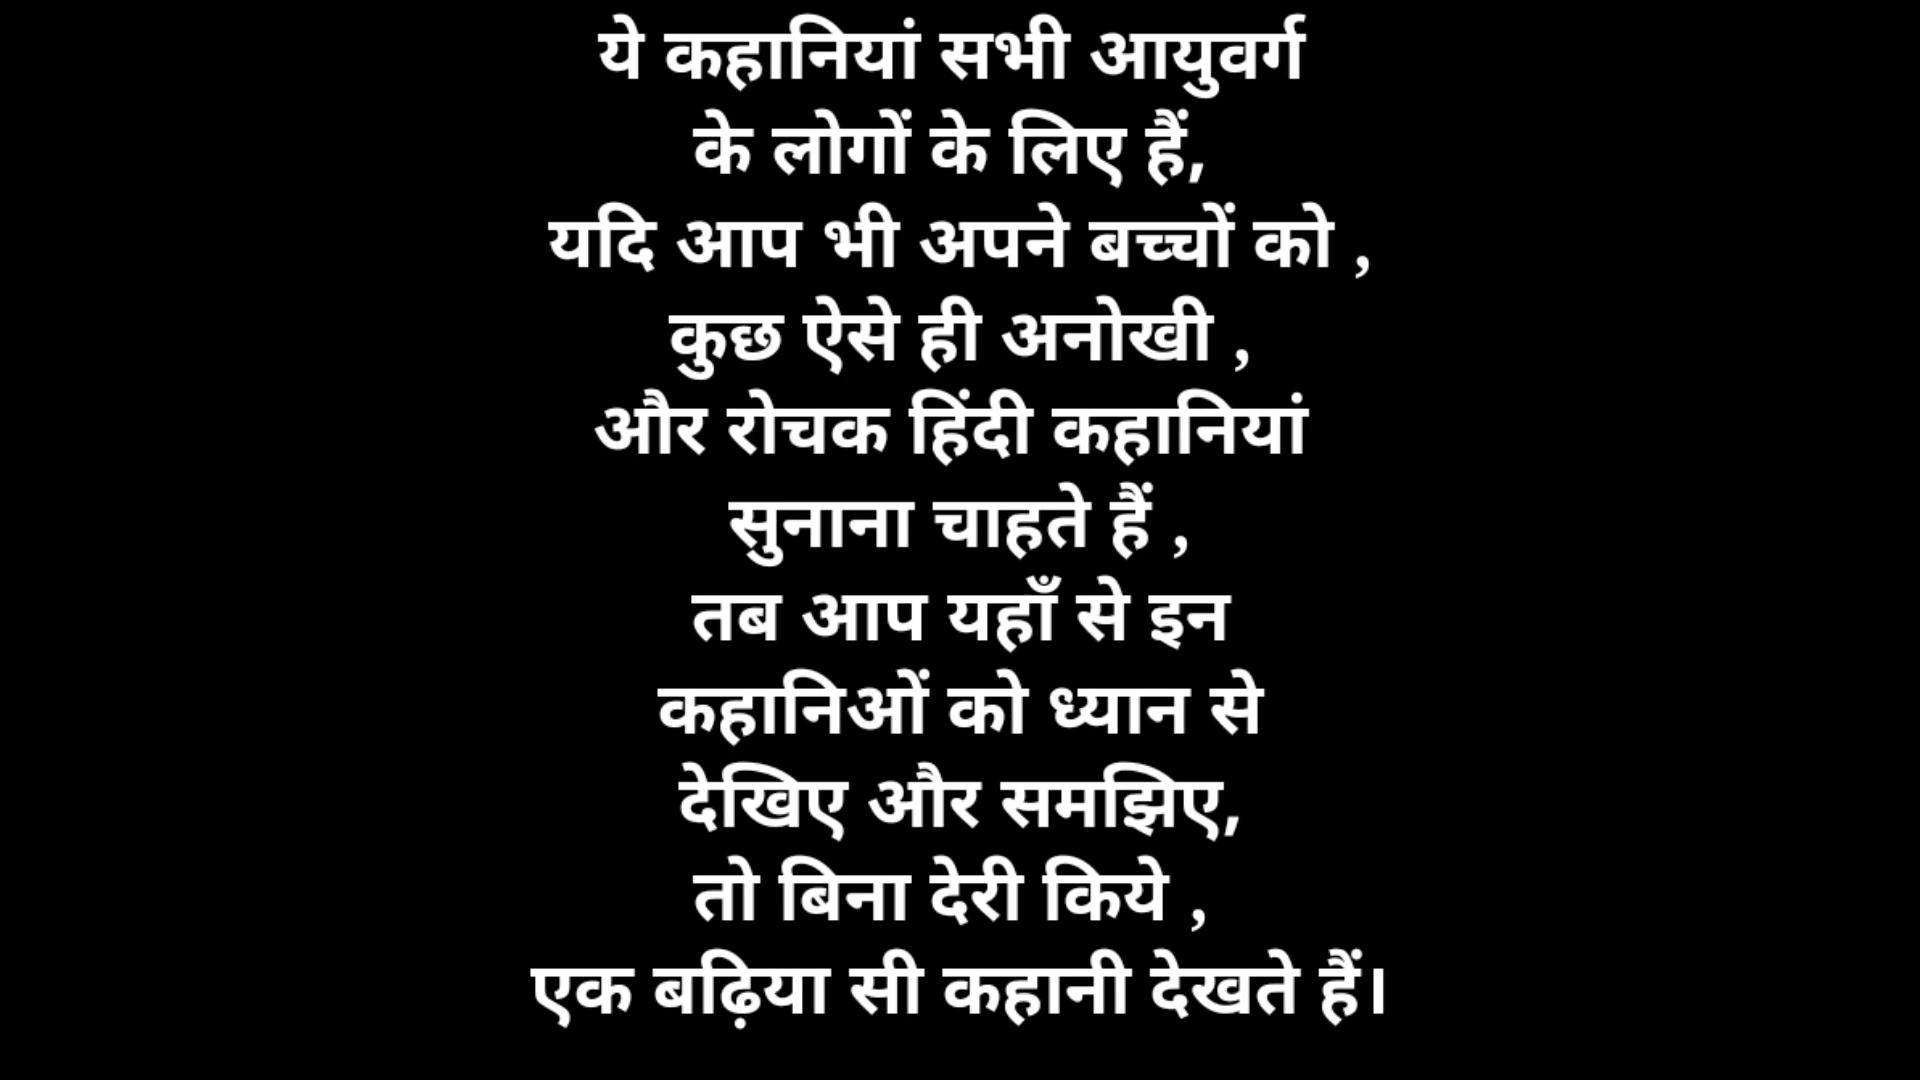 ये कहानियां सभी आयुवर्ग
के लोगों के लिए हैं,
यदि आप भी अपने बच्चों को ,
कुछ ऐसे ही अनोखी ,
और रोचक हिंदी कहानियां
सुनाना चाहते हैं ,
तब आप यहाँ से इन
कहानिओं को ध्यान से
देखिए और समझिए,
तो बिना देरी किये ,
एक बढ़िया सी कहानी देखते हैं।